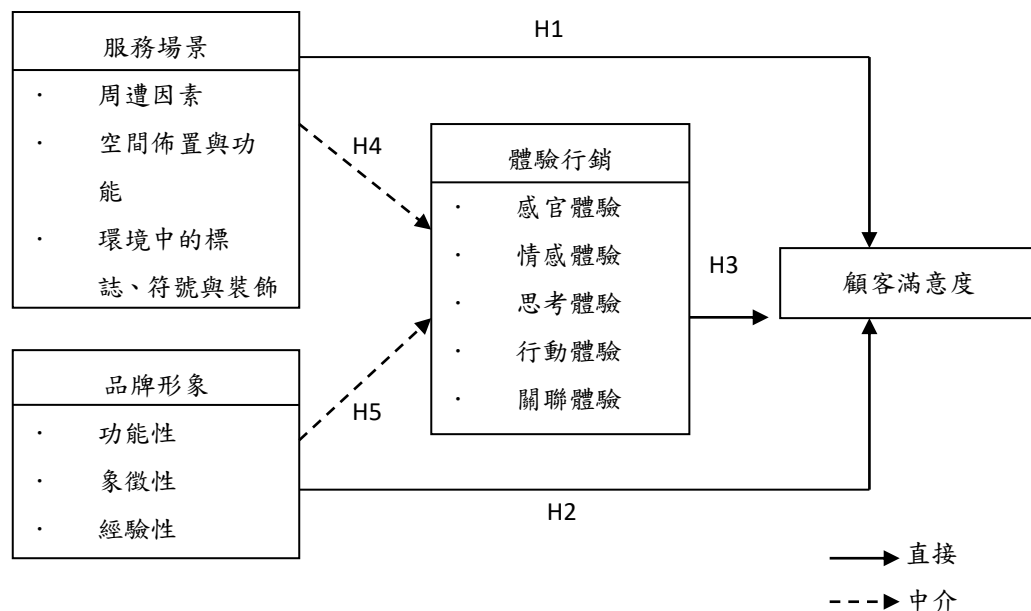 服務場景
· 周遭因素
· 空間佈置與功
能
· 環境中的標
誌、符號與裝飾
H1
H4
體驗行銷
· 感官體驗
· 情感體驗
· 思考體驗
· 行動體驗
· 關聯體驗
H3
顧客滿意度
品牌形象
· 功能性
· 象徵性
· 經驗性
H5
H2
直接
中介